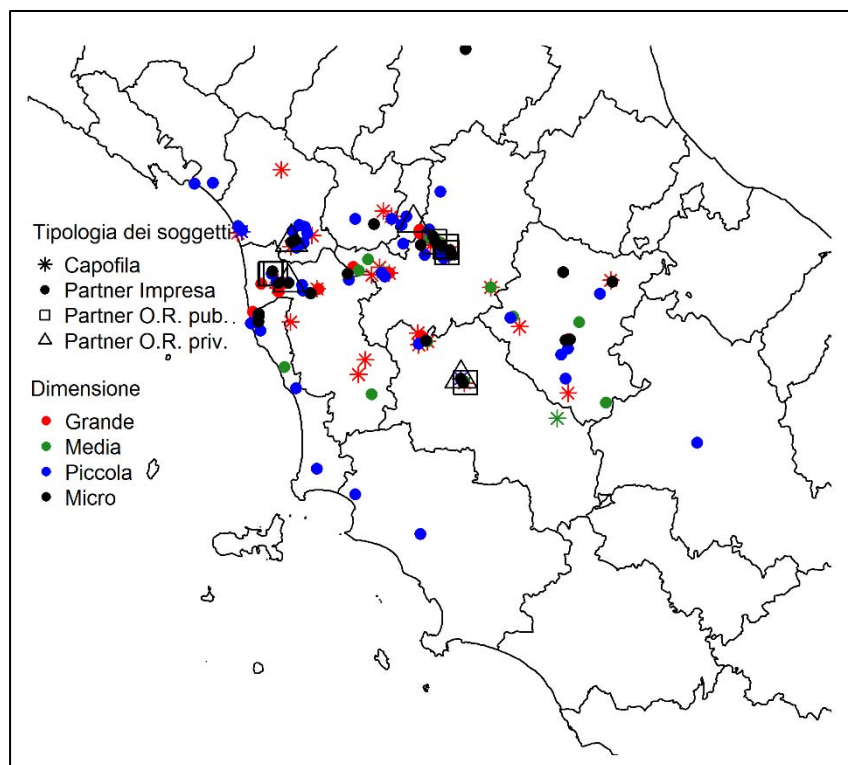 Tipologia dei soggetti
Capofila
Partner Impresa
Partner O.R. pub.
Partner O.R. priv.
Dimensione
Grande
Media
Piccola
Micro